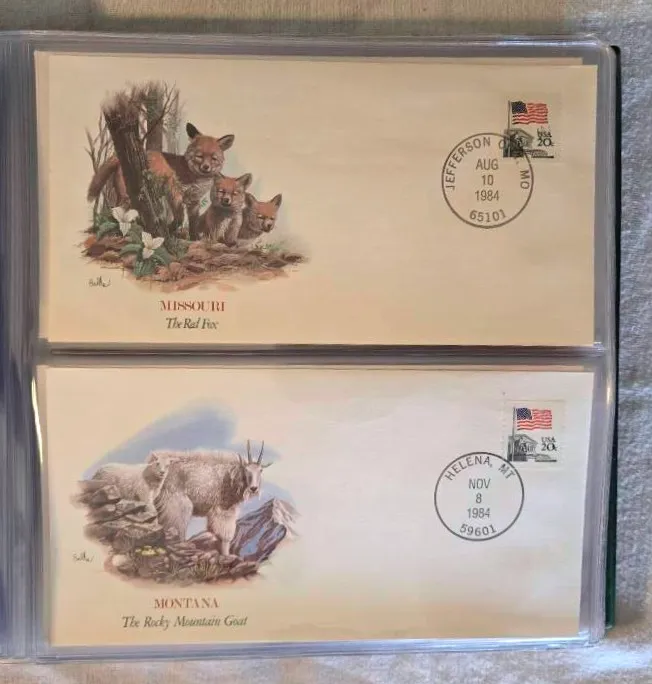 USA
20c
JEFFERSON C , MO
AUG
10
1984
65101
MISSOURI
The Red Fox
USA
20c
HELENA, MT
NOV
8
1984
59601
MONTANA
The Rocky Mountain Goat